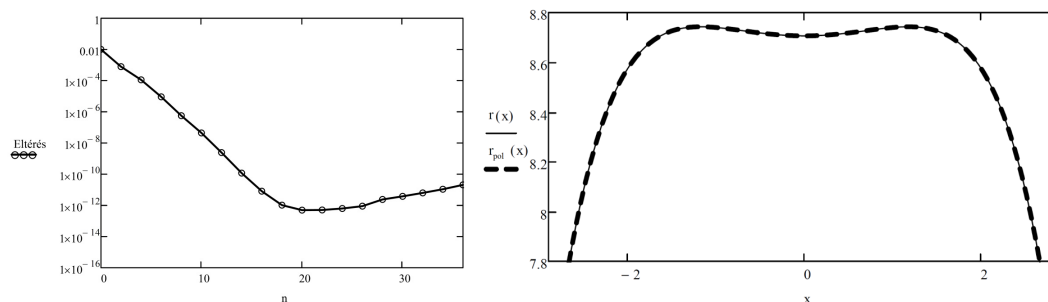 1
0.01
1×10⁻⁴
1×10⁻⁶
1×10⁻⁸
1×10⁻¹⁰
1×10⁻¹²
1×10⁻¹⁴
1×10⁻¹⁶
Eltérés
0 10 20 30
n
8.8
8.6
8.4
8.2
8
7.8
r(x)
r_pol (x)
−2 0 2
x